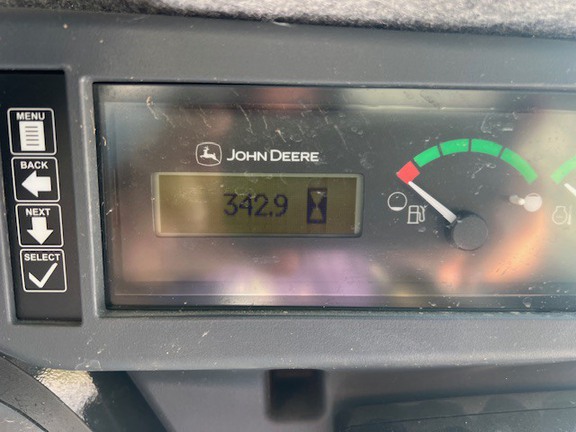 MENU
BACK
NEXT
SELECT
JOHN DEERE
342.9